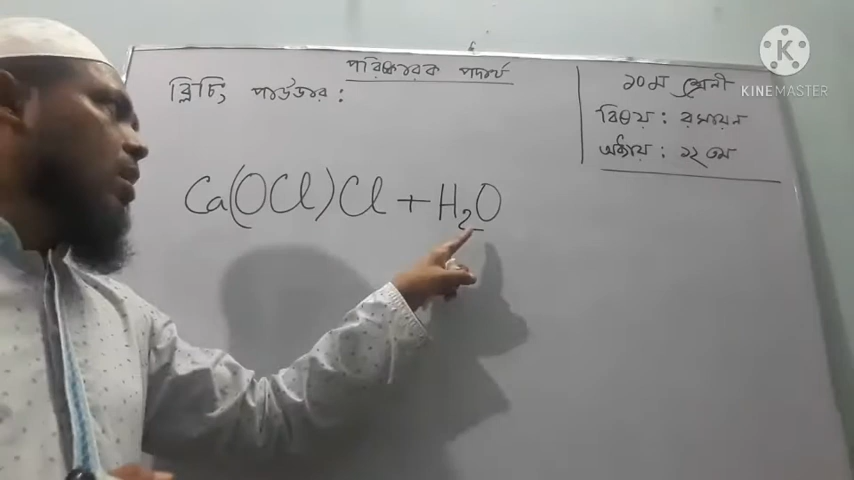 পরিষ্কারক পদার্থ
ব্লিচিং পাউডার :
Ca(OCl)Cl + H₂O
১০ম শ্রেনী
বিষয় : রসায়ন
অধ্যায় : ১২তম
KINEMASTER